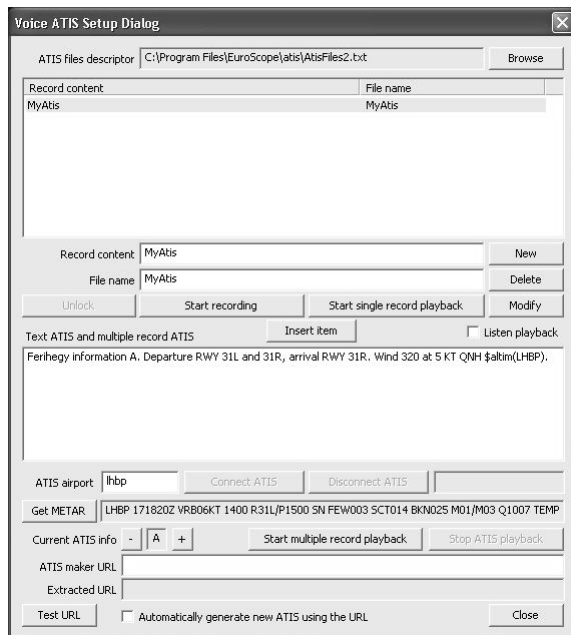 Voice ATIS Setup Dialog
ATIS files descriptor C:\Program Files\EuroScope\atis\AtisFiles2.txt Browse
Record content File name
MyAtis MyAtis
Record content MyAtis New
File name MyAtis Delete
Unlock Start recording Start single record playback Modify
Text ATIS and multiple record ATIS Insert item Listen playback
Ferihegy information A. Departure RWY 31L and 31R, arrival RWY 31R. Wind 320 at 5 KT QNH $altim(LHBP).
ATIS airport lhbp Connect ATIS Disconnect ATIS
Get METAR LHBP 171820Z VRB06KT 1400 R31L/P1500 SN FEW003 SCT014 BKN025 M01/M03 Q1007 TEMP
Current ATIS info - A + Start multiple record playback Stop ATIS playback
ATIS maker URL
Extracted URL
Test URL Automatically generate new ATIS using the URL Close